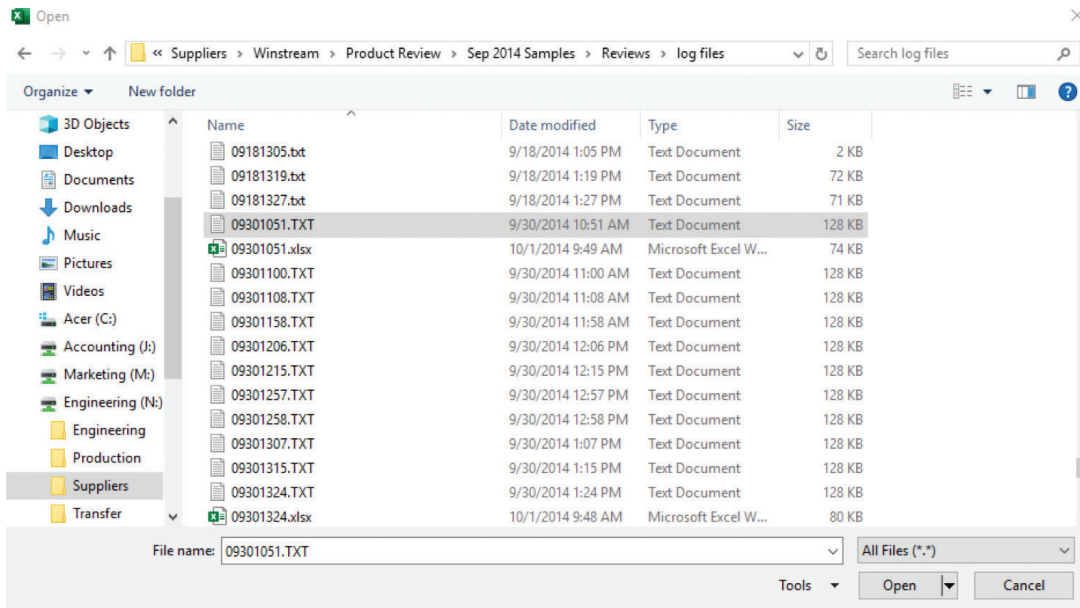 Open
« Suppliers > Winstream > Product Review > Sep 2014 Samples > Reviews > log files
Search log files
Organize
New folder
3D Objects
Desktop
Documents
Downloads
Music
Pictures
Videos
Acer (C:)
Accounting (J:)
Marketing (M:)
Engineering (N:)
Engineering
Production
Suppliers
Transfer
Name Date modified Type Size
09181305.txt 9/18/2014 1:05 PM Text Document 2 KB
09181319.txt 9/18/2014 1:19 PM Text Document 72 KB
09181327.txt 9/18/2014 1:27 PM Text Document 71 KB
09301051.TXT 9/30/2014 10:51 AM Text Document 128 KB
09301051.xlsx 10/1/2014 9:49 AM Microsoft Excel W... 74 KB
09301100.TXT 9/30/2014 11:00 AM Text Document 128 KB
09301108.TXT 9/30/2014 11:08 AM Text Document 128 KB
09301158.TXT 9/30/2014 11:58 AM Text Document 128 KB
09301206.TXT 9/30/2014 12:06 PM Text Document 128 KB
09301215.TXT 9/30/2014 12:15 PM Text Document 128 KB
09301257.TXT 9/30/2014 12:57 PM Text Document 128 KB
09301258.TXT 9/30/2014 12:58 PM Text Document 128 KB
09301307.TXT 9/30/2014 1:07 PM Text Document 128 KB
09301315.TXT 9/30/2014 1:15 PM Text Document 128 KB
09301324.TXT 9/30/2014 1:24 PM Text Document 128 KB
09301324.xlsx 10/1/2014 9:48 AM Microsoft Excel W... 80 KB
File name: 09301051.TXT
All Files (*.*)
Tools
Open
Cancel